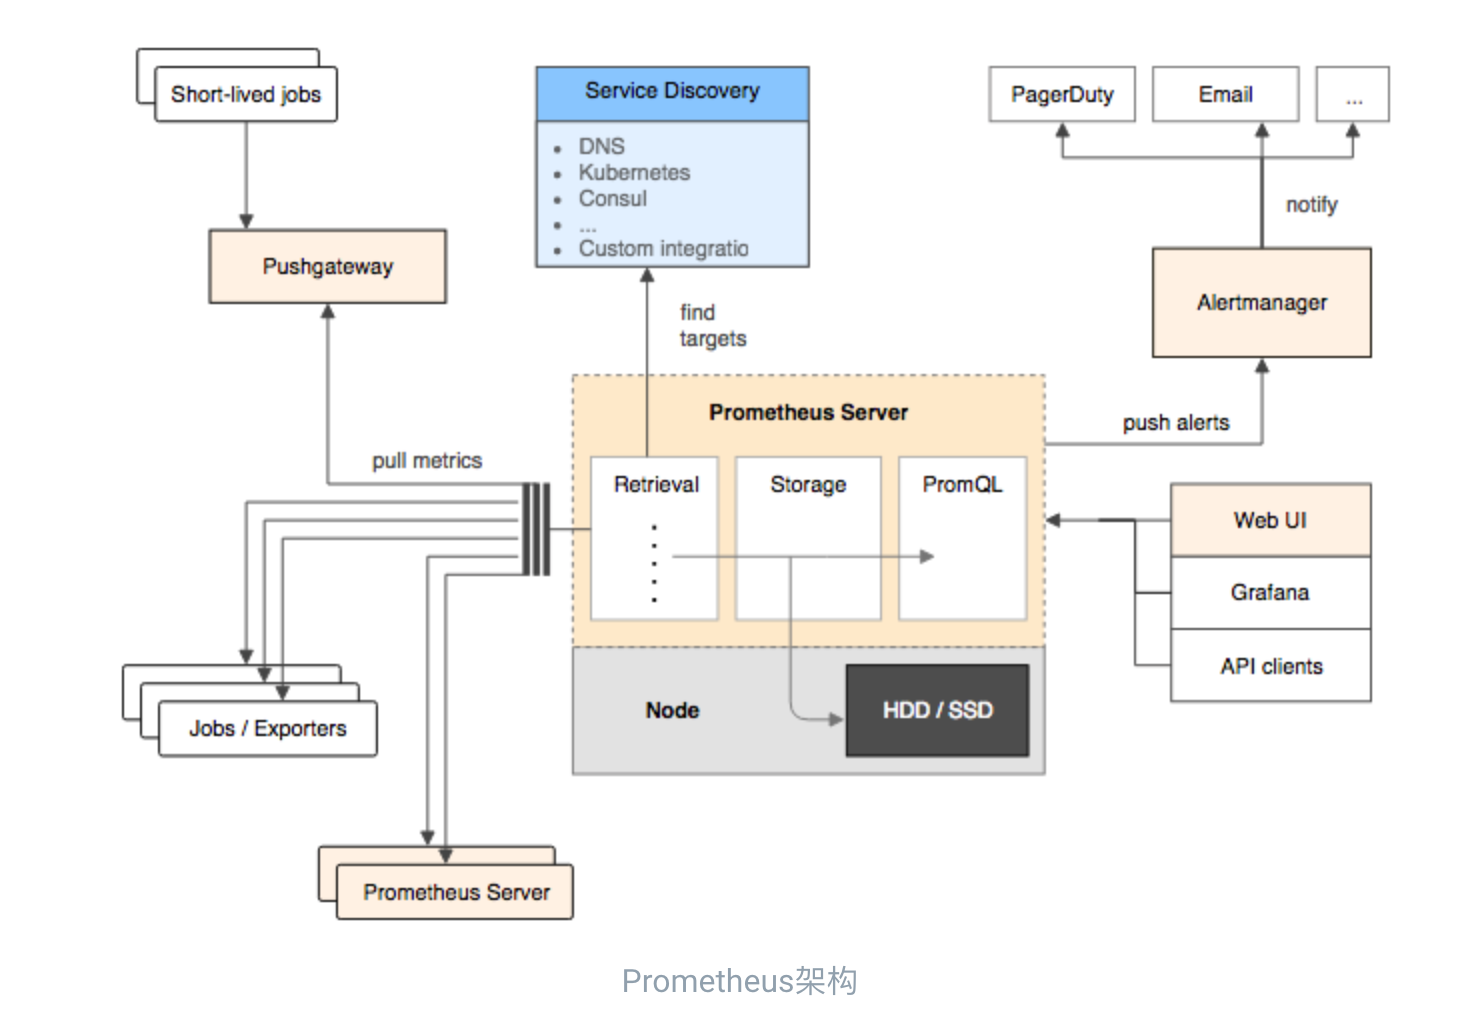 Short-lived jobs
Service Discovery
DNS
Kubernetes
Consul
...
Custom integratio
PagerDuty
Email
...
notify
Pushgateway
Alertmanager
find
targets
Prometheus Server
push alerts
pull metrics
Retrieval
Storage
PromQL
Web UI
Grafana
API clients
Node
HDD / SSD
Jobs / Exporters
Prometheus Server
Prometheus架构